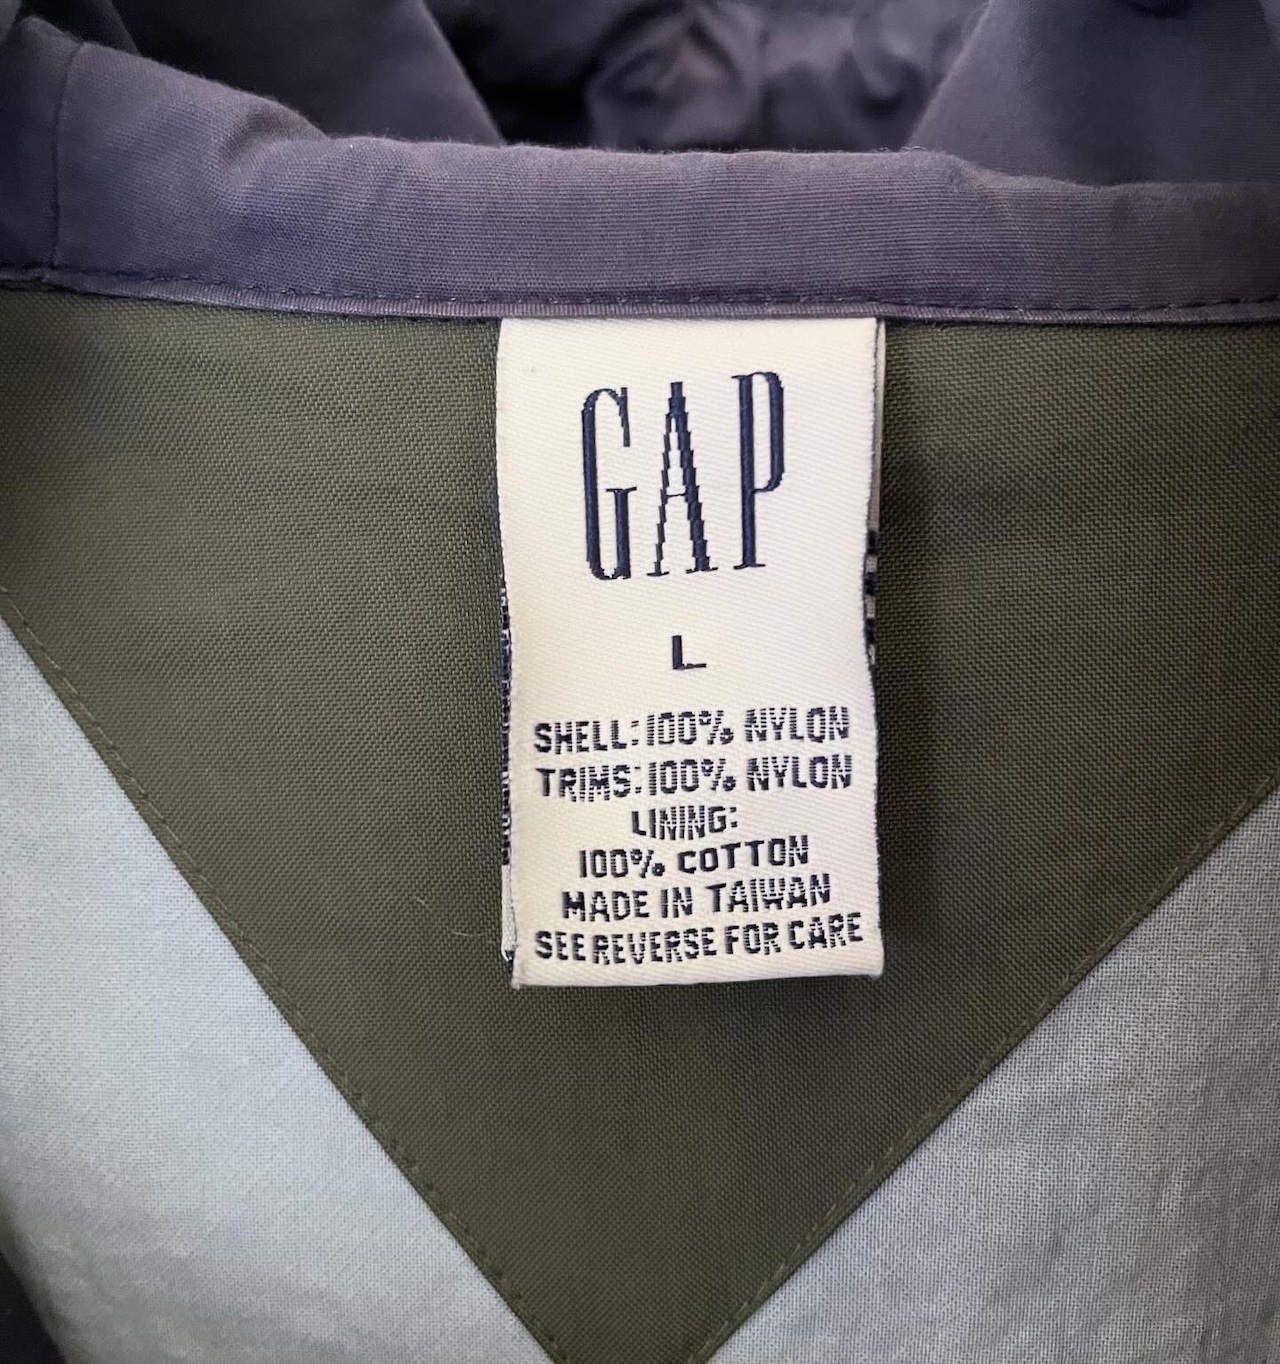 GAP
L
SHELL: 100% NYLON
TRIMS: 100% NYLON
LINING:
100% COTTON
MADE IN TAIWAN
SEE REVERSE FOR CARE